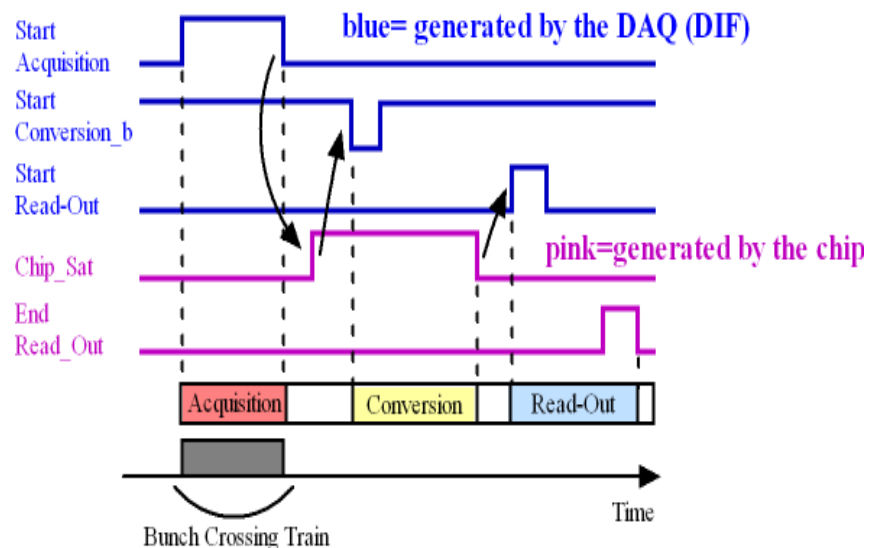 blue= generated by the DAQ (DIF)
Start
Acquisition
Start
Conversion_b
Start
Read-Out
pink=generated by the chip
Chip_Sat
End
Read_Out
Acquisition
Conversion
Read-Out
Time
Bunch Crossing Train